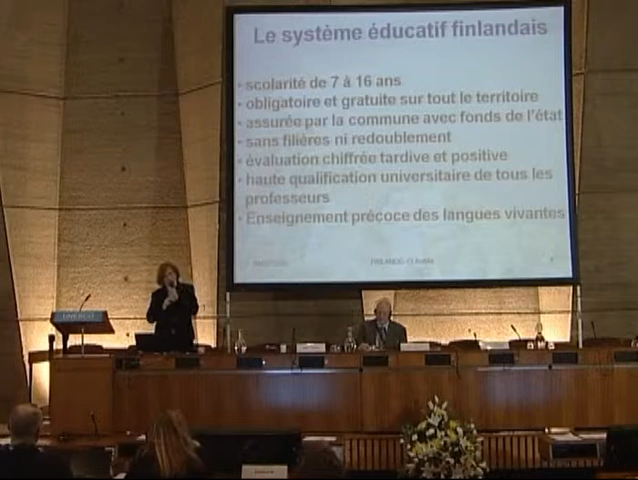 Le système éducatif finlandais
• scolarité de 7 à 16 ans
• obligatoire et gratuite sur tout le territoire
• assurée par la commune avec fonds de l'état
• sans filières ni redoublement
• évaluation chiffrée tardive et positive
• haute qualification universitaire de tous les
professeurs
• Enseignement précoce des langues vivantes
UNESCO